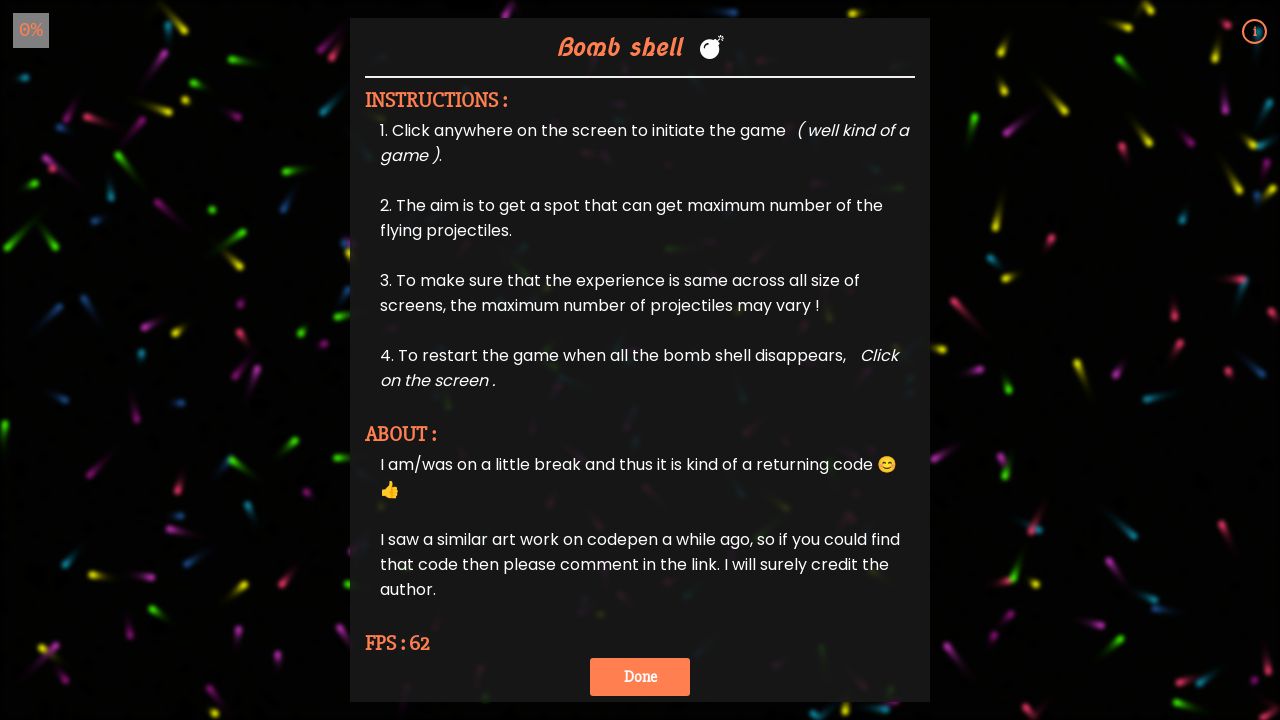 0%
Bomb shell 💣
i
INSTRUCTIONS :
1. Click anywhere on the screen to initiate the game ( well kind of a
game ).
2. The aim is to get a spot that can get maximum number of the
flying projectiles.
3. To make sure that the experience is same across all size of
screens, the maximum number of projectiles may vary !
4. To restart the game when all the bomb shell disappears, Click
on the screen .
ABOUT :
I am/was on a little break and thus it is kind of a returning code 😊
👍
I saw a similar art work on codepen a while ago, so if you could find
that code then please comment in the link. I will surely credit the
author.
FPS : 62
Done